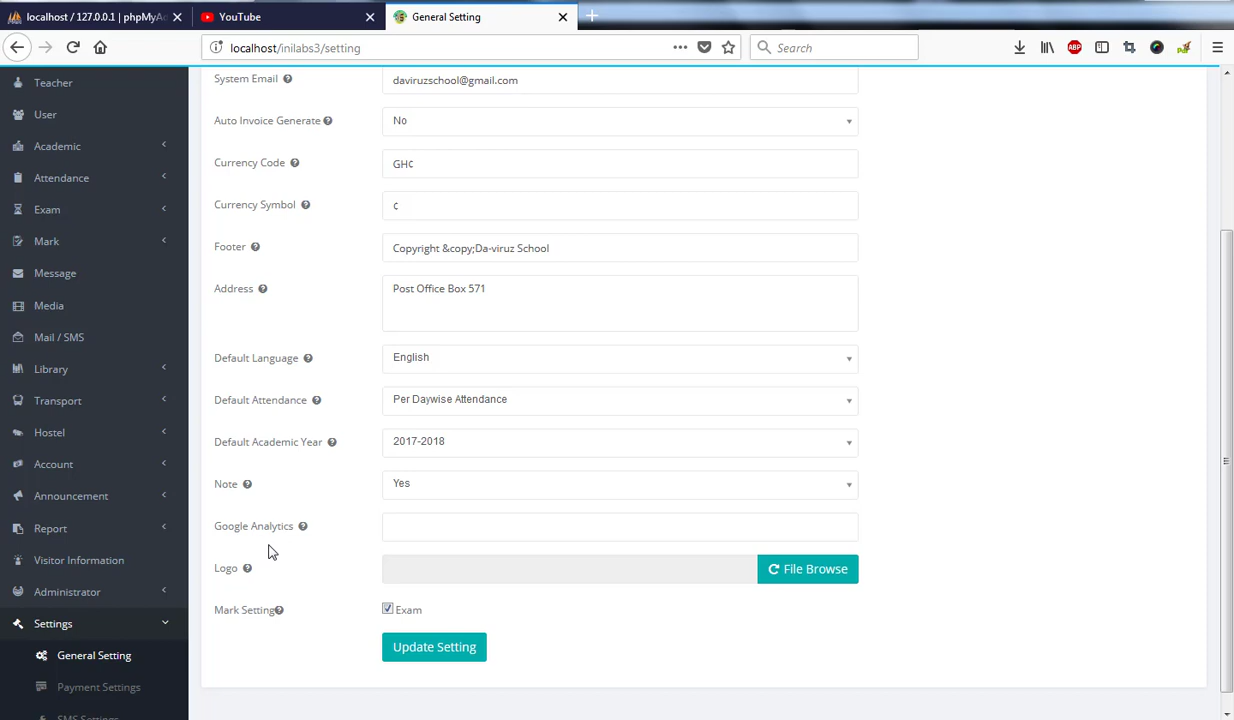 localhost / 127.0.0.1 | phpMyAd
YouTube
General Setting
localhost/inilabs3/setting
Search
ABP
Teacher
User
Academic
Attendance
Exam
Mark
Message
Media
Mail / SMS
Library
Transport
Hostel
Account
Announcement
Report
Visitor Information
Administrator
Settings
General Setting
Payment Settings
SMS Settings
System Email
daviruzschool@gmail.com
Auto Invoice Generate
No
Currency Code
GH¢
Currency Symbol
¢
Footer
Copyright &copy;Da-viruz School
Address
Post Office Box 571
Default Language
English
Default Attendance
Per Daywise Attendance
Default Academic Year
2017-2018
Note
Yes
Google Analytics
Logo
File Browse
Mark Setting
Exam
Update Setting